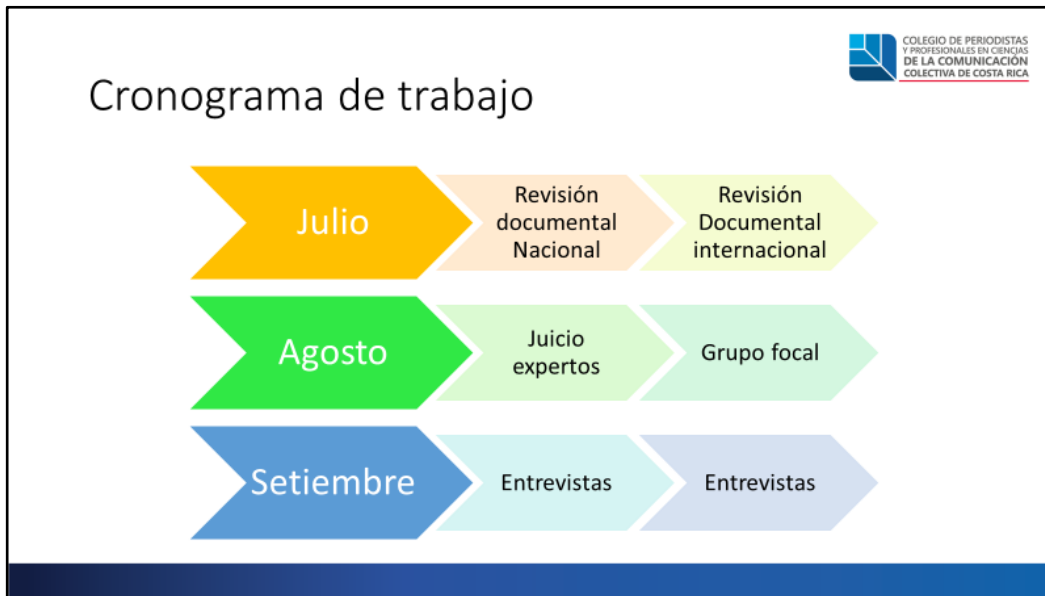 COLEGIO DE PERIODISTAS
Y PROFESIONALES EN CIENCIAS
DE LA COMUNICACIÓN
COLECTIVA DE COSTA RICA
Cronograma de trabajo
Julio
Revisión
documental
Nacional
Revisión
Documental
internacional
Agosto
Juicio
expertos
Grupo focal
Setiembre
Entrevistas
Entrevistas